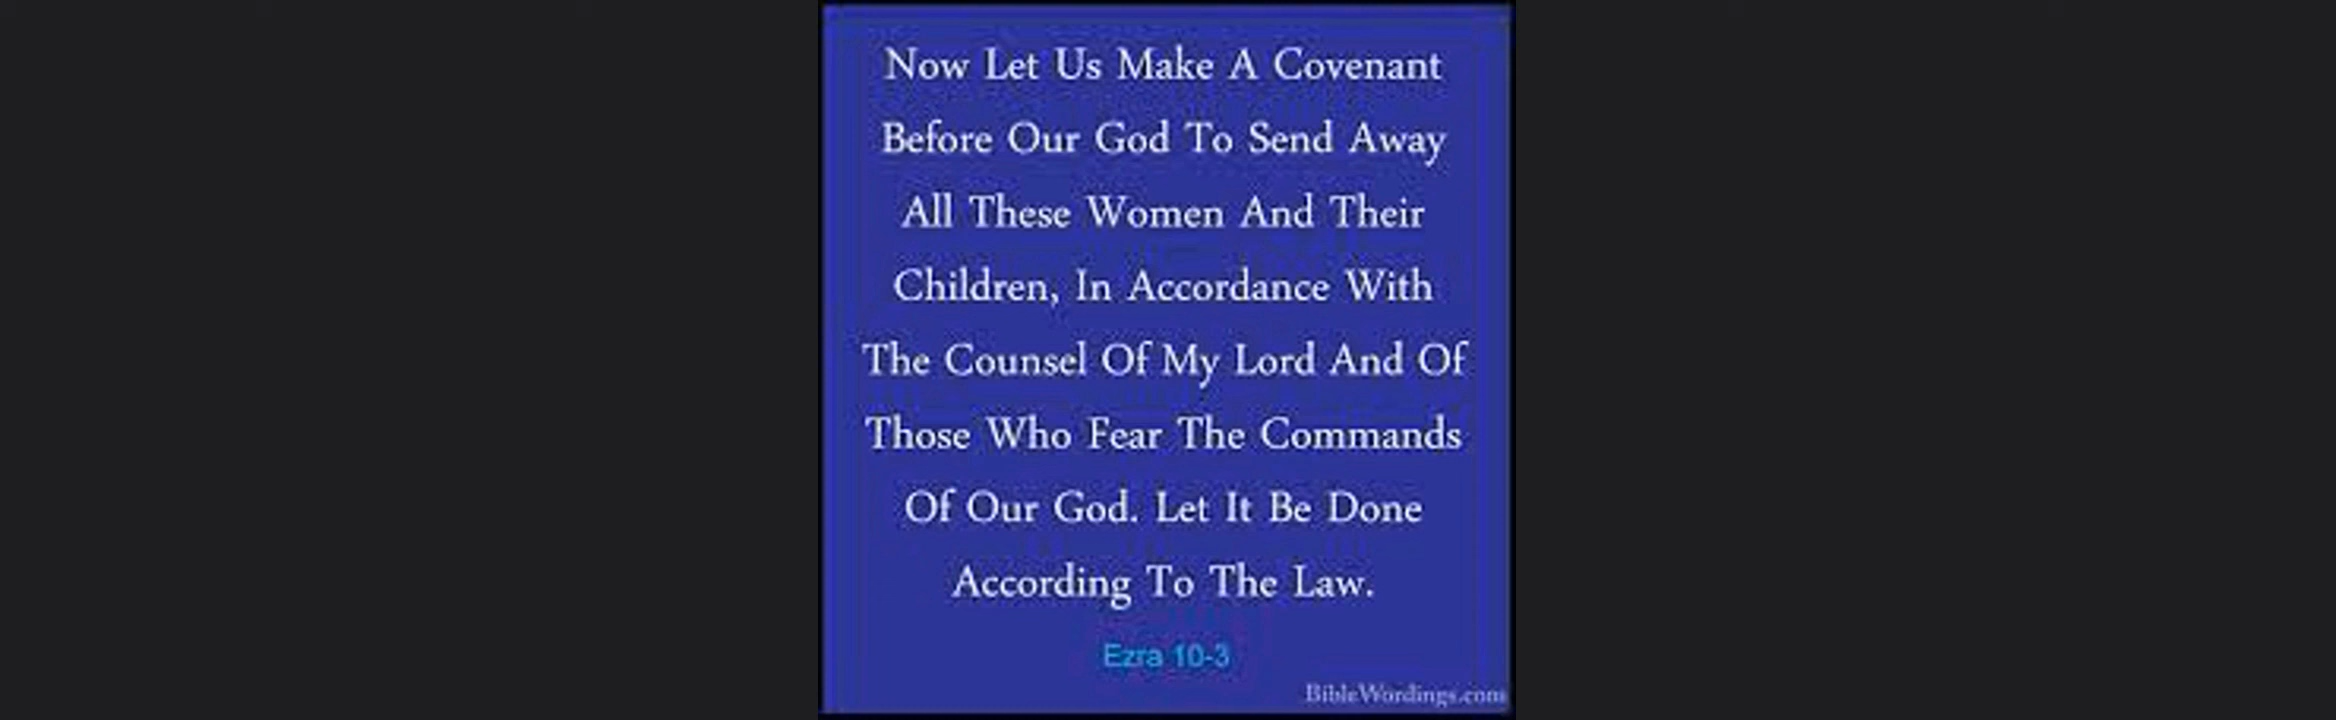 Now Let Us Make A Covenant
Before Our God To Send Away
All These Women And Their
Children, In Accordance With
The Counsel Of My Lord And Of
Those Who Fear The Commands
Of Our God. Let It Be Done
According To The Law.
Ezra 10-3
BibleWordings.com